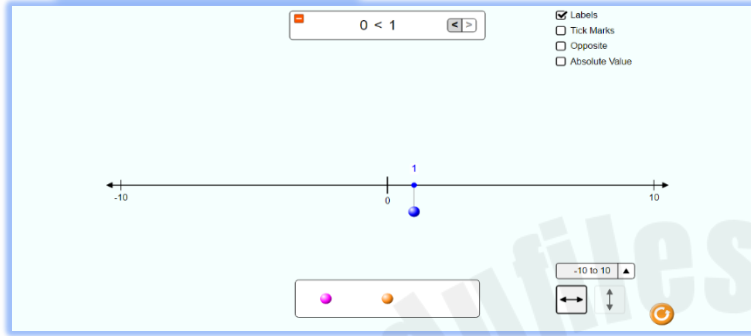 0 < 1
< >
Labels
Tick Marks
Opposite
Absolute Value
1
-10
0
10
-10 to 10